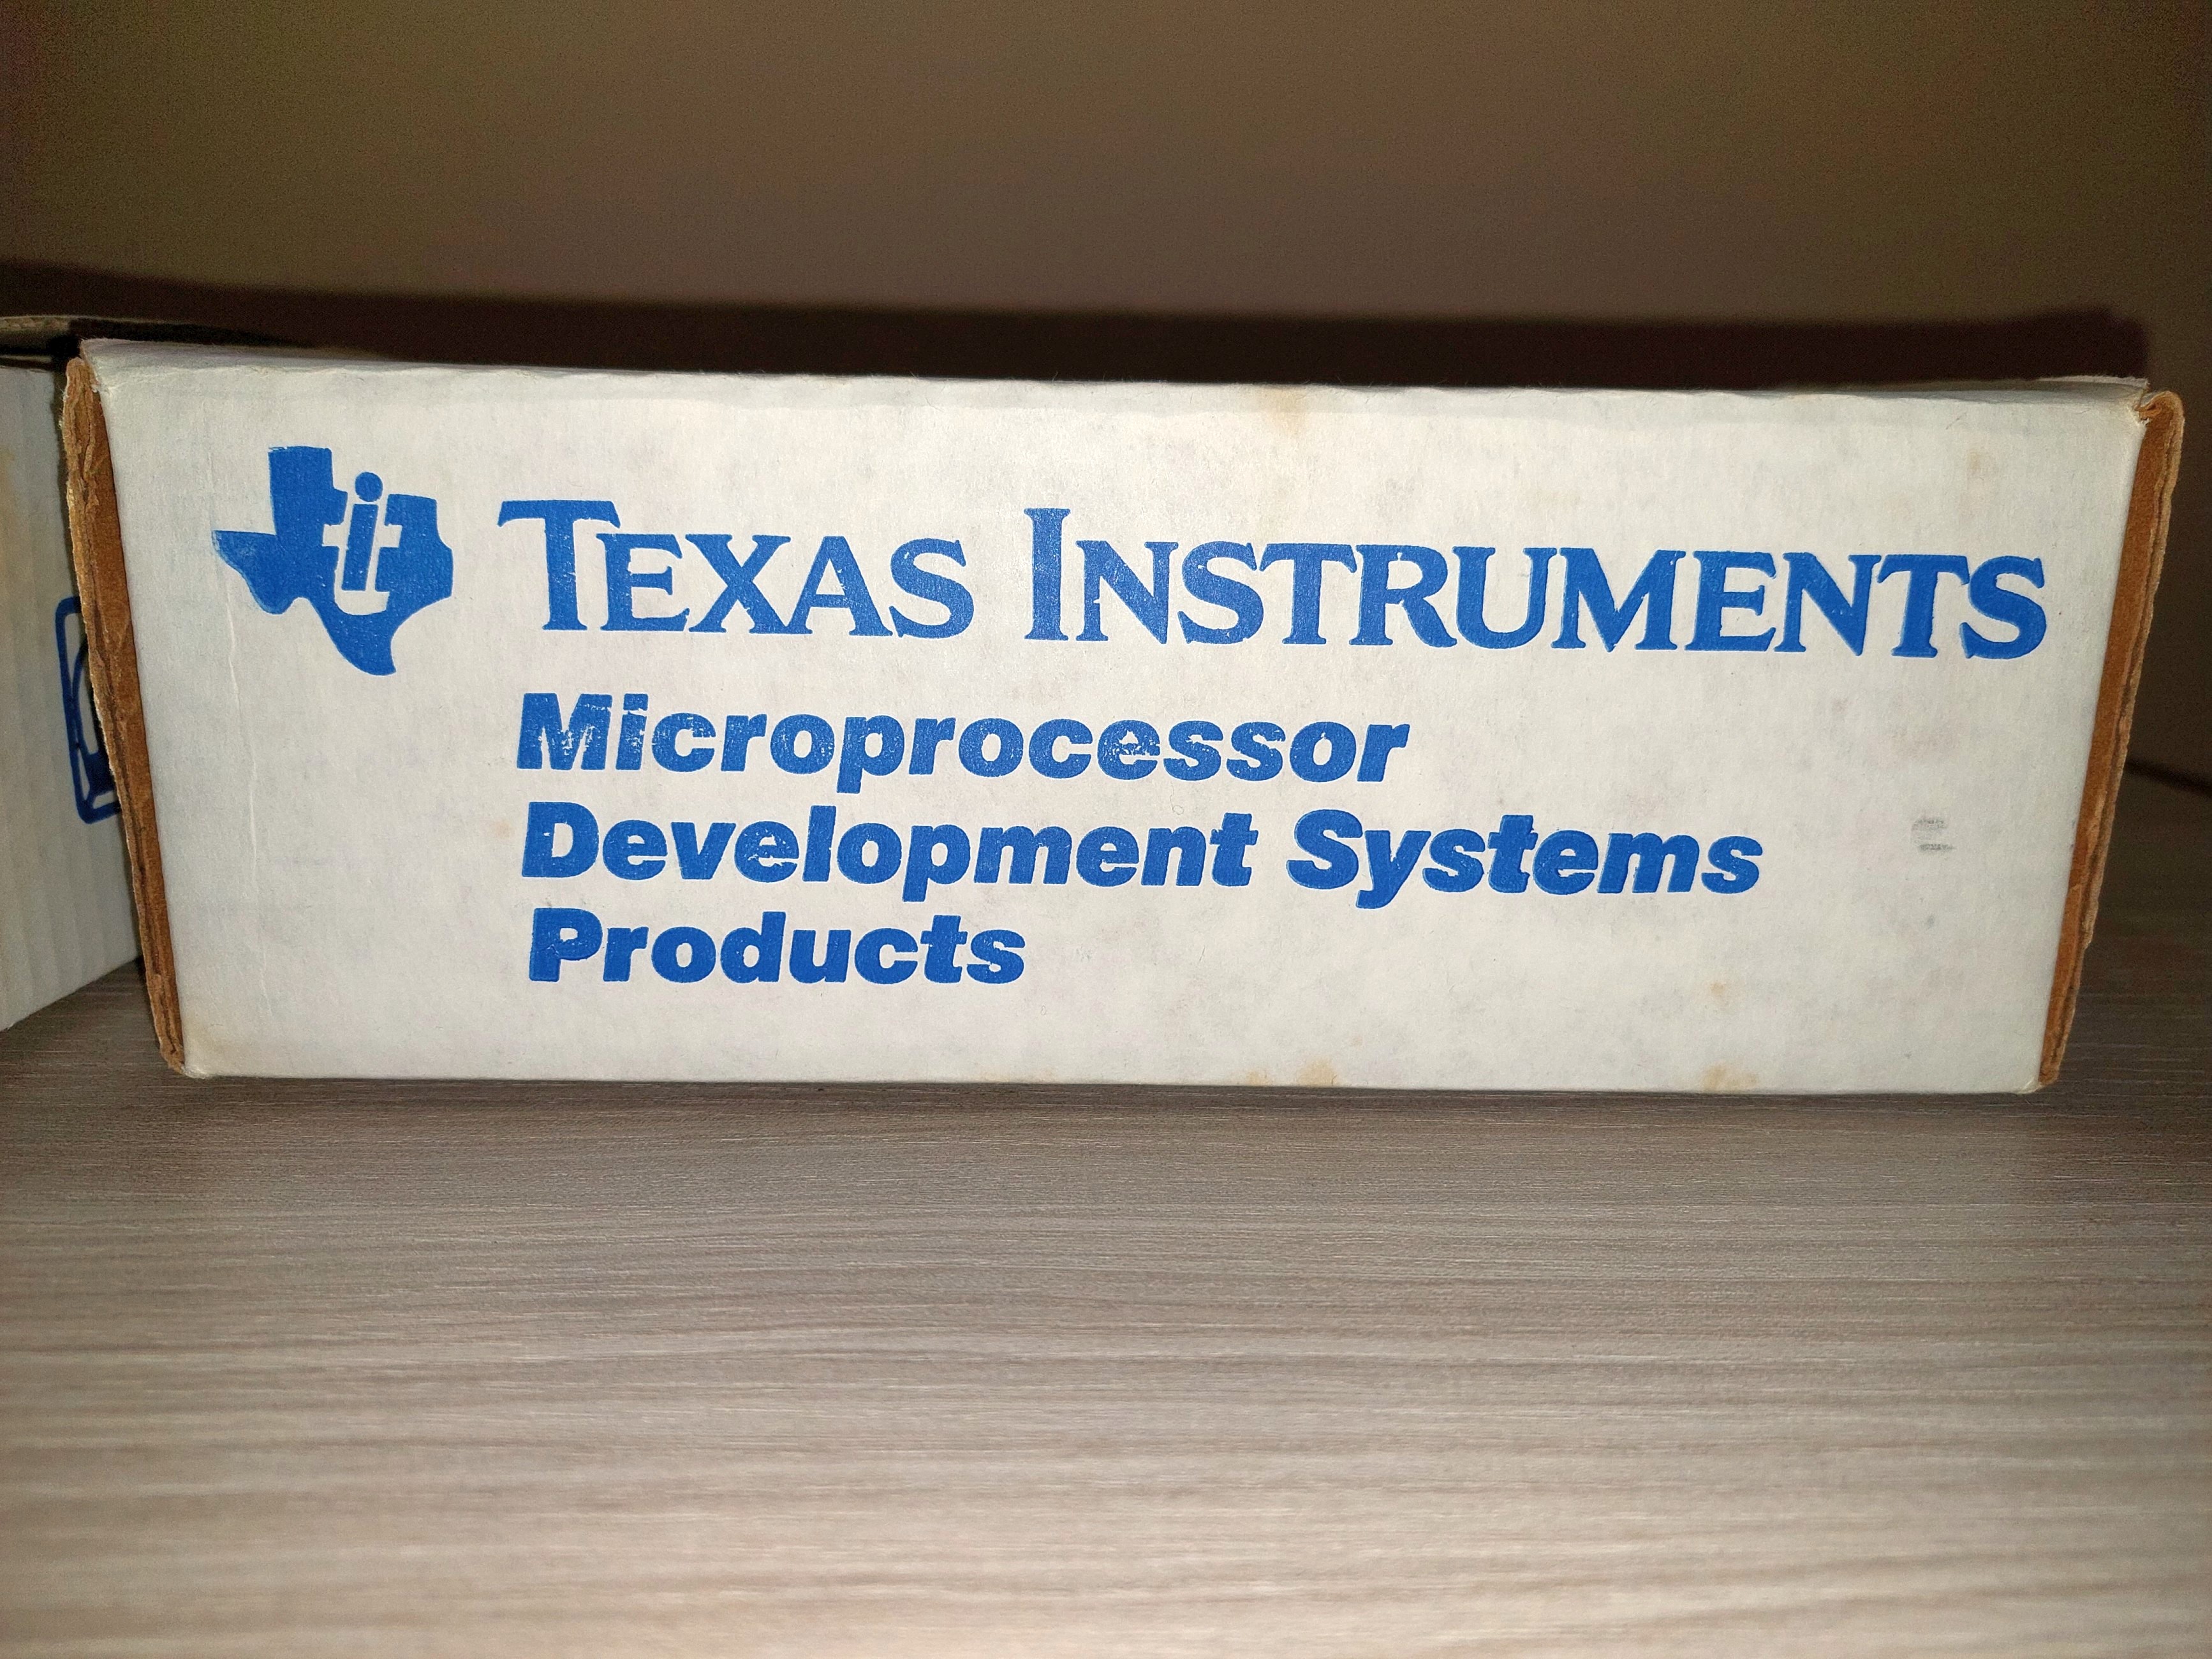 TEXAS INSTRUMENTS
Microprocessor
Development Systems
Products